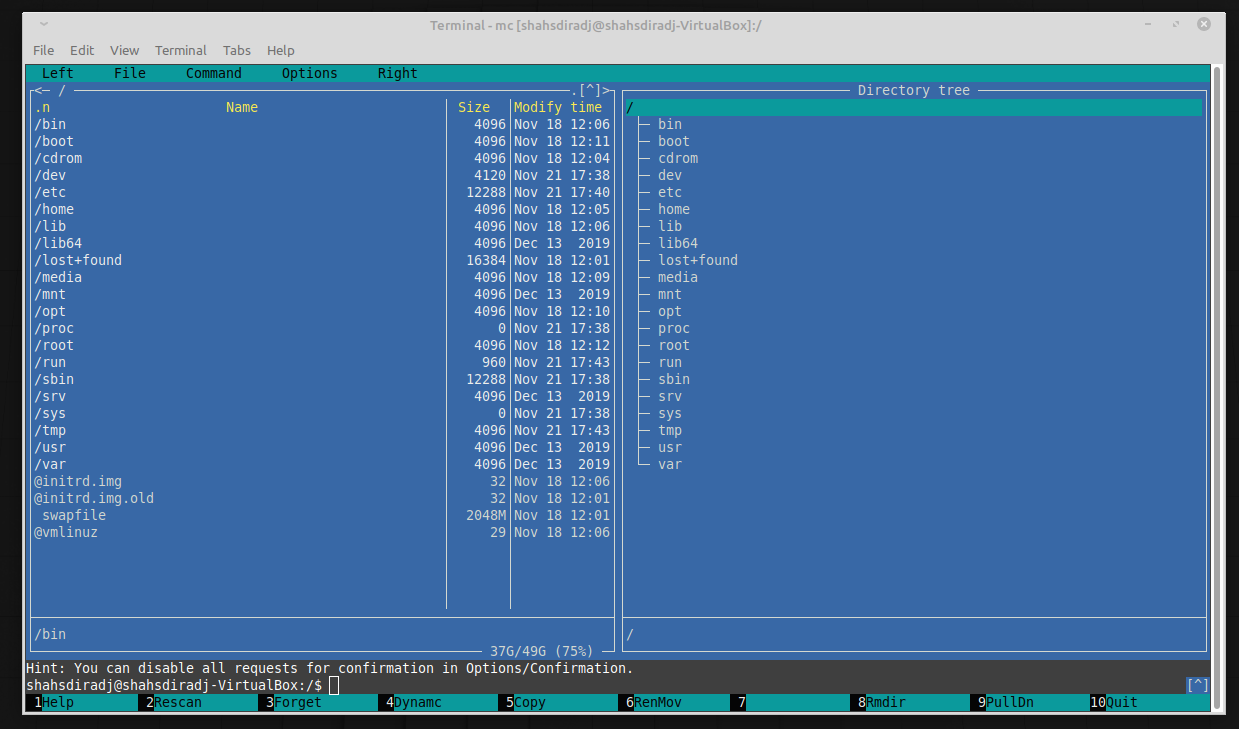 Terminal - mc [shahsdiradj@shahsdiradj-VirtualBox]:/
File Edit View Terminal Tabs Help
Left File Command Options Right
<- / .[^]>
.n Name Size Modify time
/bin 4096 Nov 18 12:06
/boot 4096 Nov 18 12:11
/cdrom 4096 Nov 18 12:04
/dev 4120 Nov 21 17:38
/etc 12288 Nov 21 17:40
/home 4096 Nov 18 12:05
/lib 4096 Nov 18 12:06
/lib64 4096 Dec 13 2019
/lost+found 16384 Nov 18 12:01
/media 4096 Nov 18 12:09
/mnt 4096 Dec 13 2019
/opt 4096 Nov 18 12:10
/proc 0 Nov 21 17:38
/root 4096 Nov 18 12:12
/run 960 Nov 21 17:43
/sbin 12288 Nov 21 17:38
/srv 4096 Dec 13 2019
/sys 0 Nov 21 17:38
/tmp 4096 Nov 21 17:43
/usr 4096 Dec 13 2019
/var 4096 Dec 13 2019
@initrd.img 32 Nov 18 12:06
@initrd.img.old 32 Nov 18 12:01
swapfile 2048M Nov 18 12:01
@vmlinuz 29 Nov 18 12:06
/bin
37G/49G (75%)
Directory tree
/
bin
boot
cdrom
dev
etc
home
lib
lib64
lost+found
media
mnt
opt
proc
root
run
sbin
srv
sys
tmp
usr
var
/
Hint: You can disable all requests for confirmation in Options/Confirmation.
shahsdiradj@shahsdiradj-VirtualBox:/$ [^]
1Help 2Rescan 3Forget 4Dynamc 5Copy 6RenMov 7 8Rmdir 9PullDn 10Quit